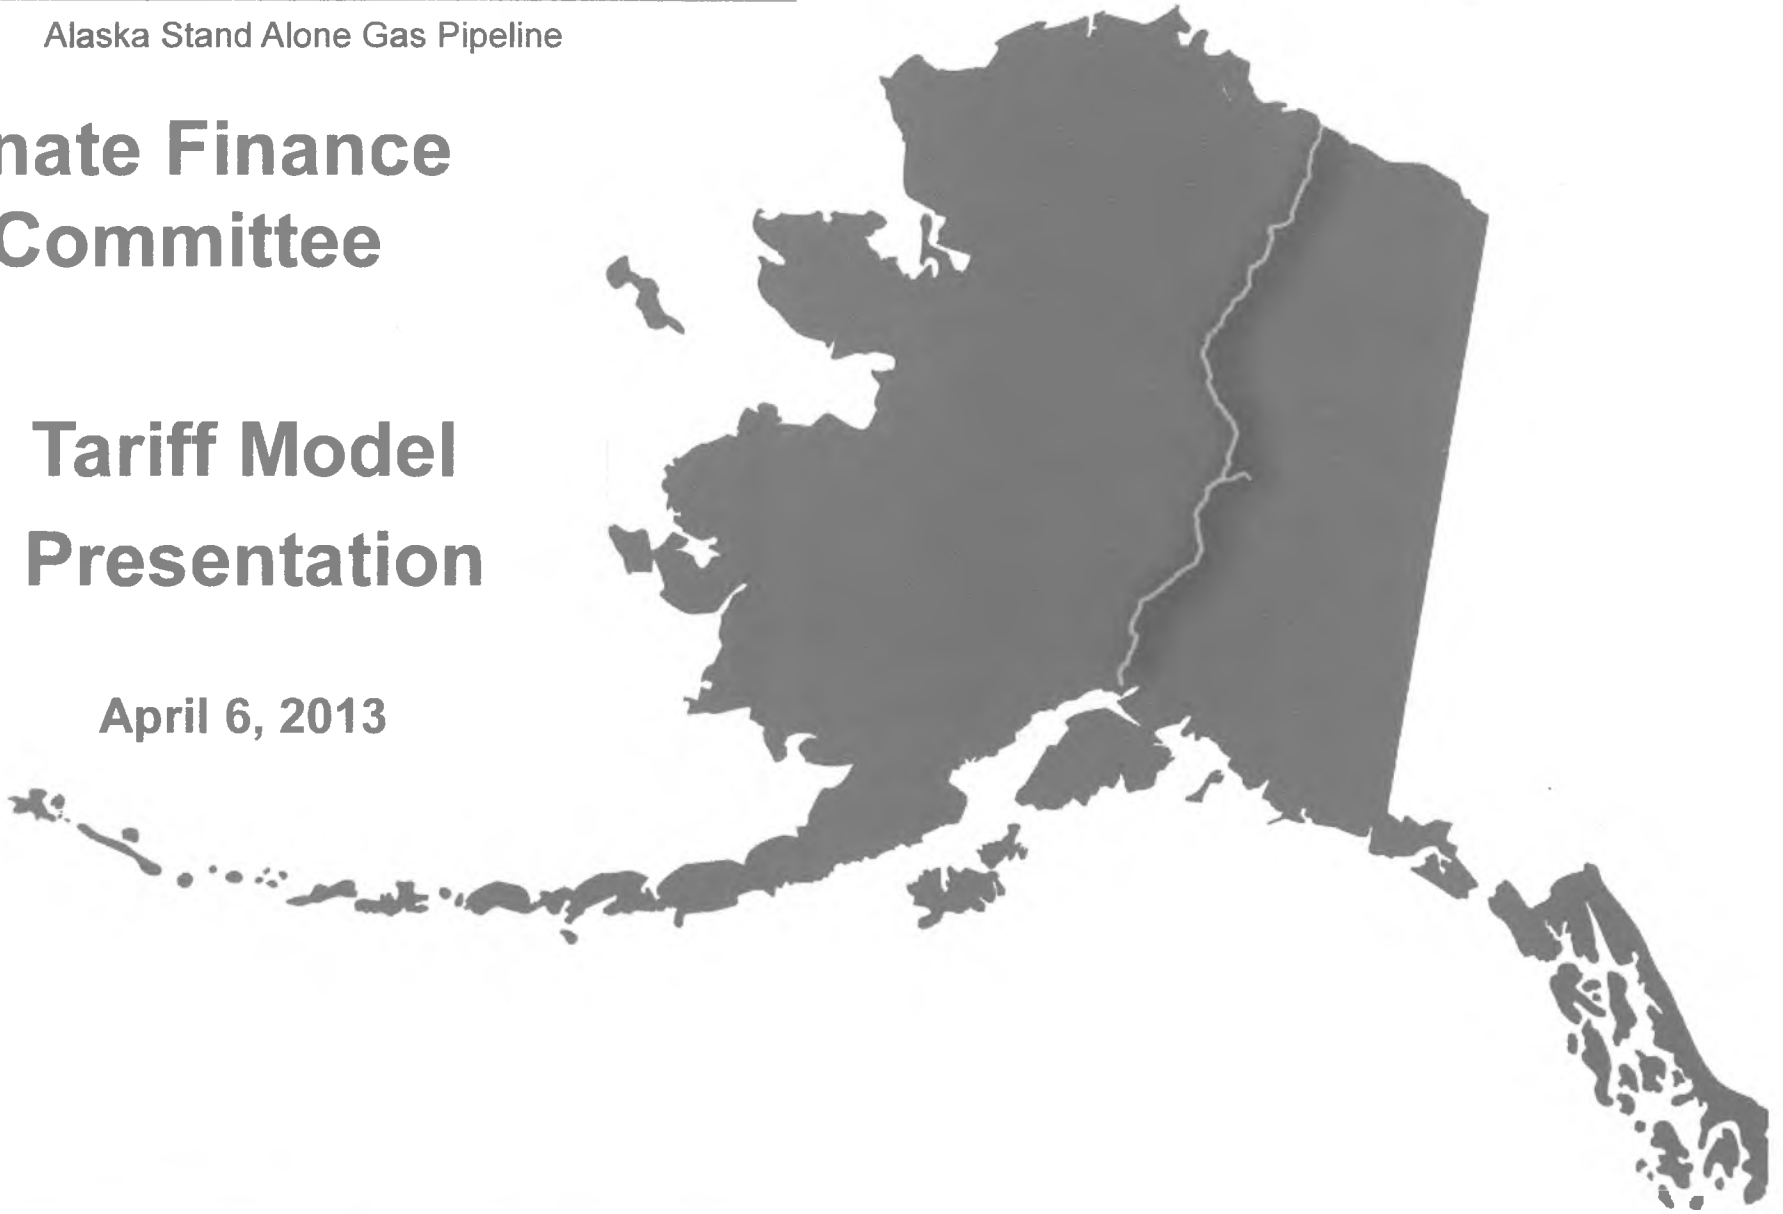 Alaska Stand Alone Gas Pipeline
nate Finance
Committee
Tariff Model
Presentation
April 6, 2013